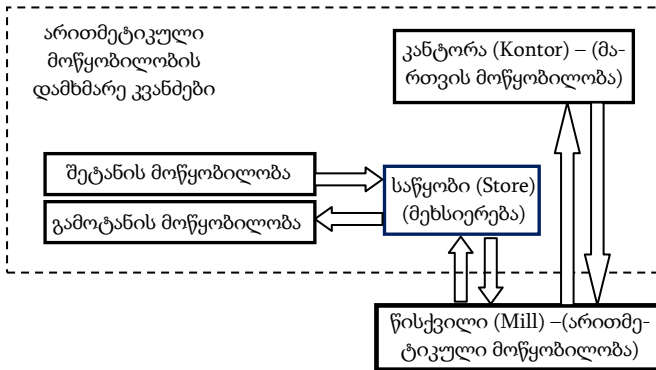 არითმეტიკული
მოწყობილობის
დამხმარე კვანძები
კანტორა (Kontor) – (მა-
რთვის მოწყობილობა)
შეტანის მოწყობილობა
გამოტანის მოწყობილობა
საწყობი (Store)
(მეხსიერება)
წისქვილი (Mill) –(არითმე-
ტიკული მოწყობილობა)